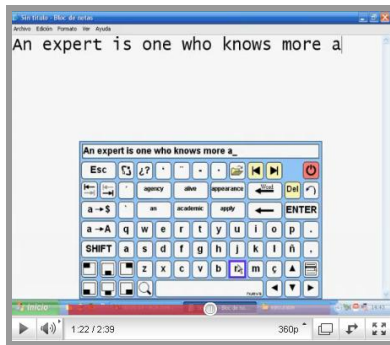 Sin título - Bloc de notas
Archivo Edición Formato Ver Ayuda
An expert is one who knows more a
An expert is one who knows more a_
Esc ¿? ' ¨ - .
agency alive appearance Word Del
a→$ an academic apply ENTER
a→A q w e r t y u i o p .
SHIFT a s d f g h j k l ñ ,
z x c v b n m ç
nueva
Inicio
1:22 / 2:39 360p